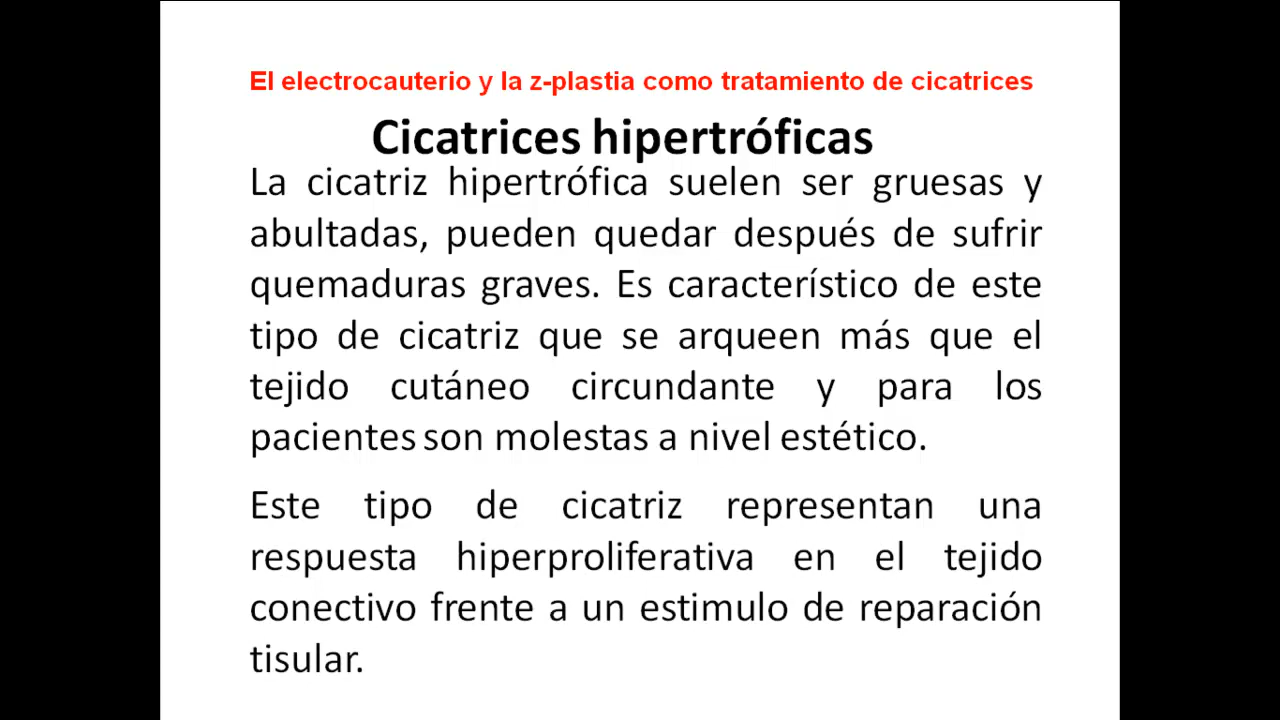 El electrocauterio y la z-plastia como tratamiento de cicatrices
Cicatrices hipertróficas
La cicatriz hipertrófica suelen ser gruesas y
abultadas, pueden quedar después de sufrir
quemaduras graves. Es característico de este
tipo de cicatriz que se arqueen más que el
tejido cutáneo circundante y para los
pacientes son molestas a nivel estético.
Este tipo de cicatriz representan una
respuesta hiperproliferativa en el tejido
conectivo frente a un estimulo de reparación
tisular.